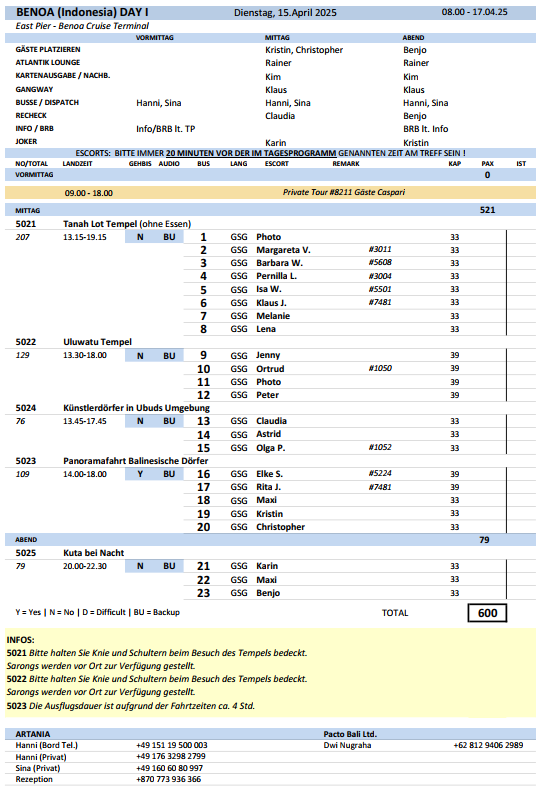 BENOA (Indonesia) DAY I Dienstag, 15.April 2025 08.00 - 17.04.25
East Pier - Benoa Cruise Terminal
VORMITTAG MITTAG ABEND
GÄSTE PLATZIEREN Kristin, Christopher Benjo
ATLANTIK LOUNGE Rainer Rainer
KARTENAUSGABE / NACHB. Kim Kim
GANGWAY Klaus Klaus
BUSSE / DISPATCH Hanni, Sina Hanni, Sina Hanni, Sina
RECHECK Claudia Benjo
INFO / BRB Info/BRB lt. TP BRB lt. Info
JOKER Karin Kristin
ESCORTS: BITTE IMMER 20 MINUTEN VOR DER IM TAGESPROGRAMM GENANNTEN ZEIT AM TREFF SEIN !
NO/TOTAL LANDZEIT GEHBIS AUDIO BUS LANG ESCORT REMARK KAP PAX IST
VORMITTAG 0
09.00 - 18.00 Private Tour #8211 Gäste Caspari
MITTAG 521
5021 Tanah Lot Tempel (ohne Essen)
207 13.15-19.15 N BU 1 GSG Photo 33
2 GSG Margareta V. #3011 33
3 GSG Barbara W. #5608 33
4 GSG Pernilla L. #3004 33
5 GSG Isa W. #5501 33
6 GSG Klaus J. #7481 33
7 GSG Melanie 33
8 GSG Lena 33
5022 Uluwatu Tempel
129 13.30-18.00 N BU 9 GSG Jenny 39
10 GSG Ortrud #1050 39
11 GSG Photo 39
12 GSG Peter 39
5024 Künstlerdörfer in Ubuds Umgebung
76 13.45-17.45 N BU 13 GSG Claudia 33
14 GSG Astrid 33
15 GSG Olga P. #1052 33
5023 Panoramafahrt Balinesische Dörfer
109 14.00-18.00 Y BU 16 GSG Elke S. #5224 39
17 GSG Rita J. #7481 39
18 GSG Maxi 33
19 GSG Kristin 33
20 GSG Christopher 33
ABEND 79
5025 Kuta bei Nacht
79 20.00-22.30 N BU 21 GSG Karin 33
22 GSG Maxi 33
23 GSG Benjo 33
Y = Yes | N = No | D = Difficult | BU = Backup TOTAL 600
INFOS:
5021 Bitte halten Sie Knie und Schultern beim Besuch des Tempels bedeckt.
Sarongs werden vor Ort zur Verfügung gestellt.
5022 Bitte halten Sie Knie und Schultern beim Besuch des Tempels bedeckt.
Sarongs werden vor Ort zur Verfügung gestellt.
5023 Die Ausflugsdauer ist aufgrund der Fahrtzeiten ca. 4 Std.
ARTANIA Pacto Bali Ltd.
Hanni (Bord Tel.) +49 151 19 500 003 Dwi Nugraha +62 812 9406 2989
Hanni (Privat) +49 176 3298 2799
Sina (Privat) +49 160 60 80 997
Rezeption +870 773 936 366